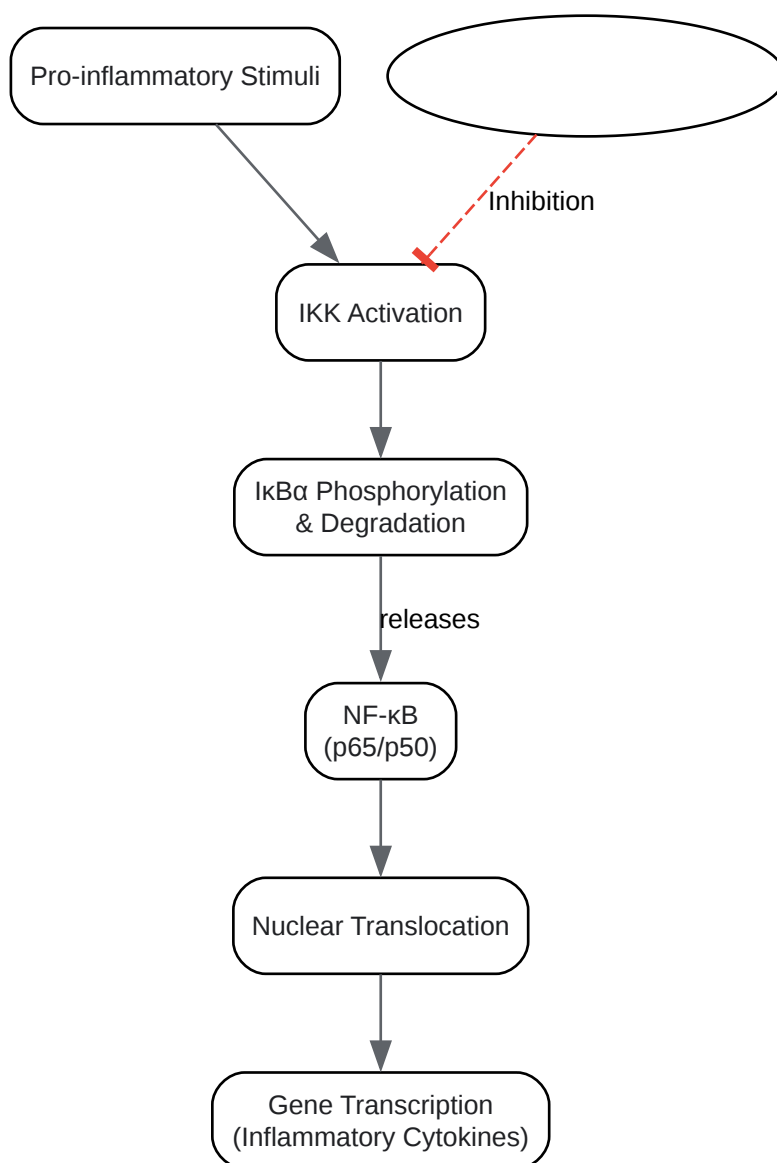 Pro-inflammatory Stimuli
Inhibition
IKK Activation
IκBα Phosphorylation
& Degradation
releases
NF-κB
(p65/p50)
Nuclear Translocation
Gene Transcription
(Inflammatory Cytokines)